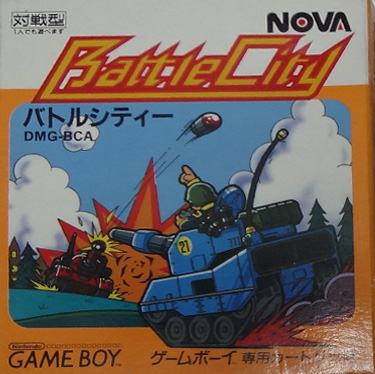 対戦型
1人でも遊べます
NOVA
Battle City
バトルシティー
DMG-BCA
21
Nintendo
GAME BOY
ゲームボーイ専用カートリッジ